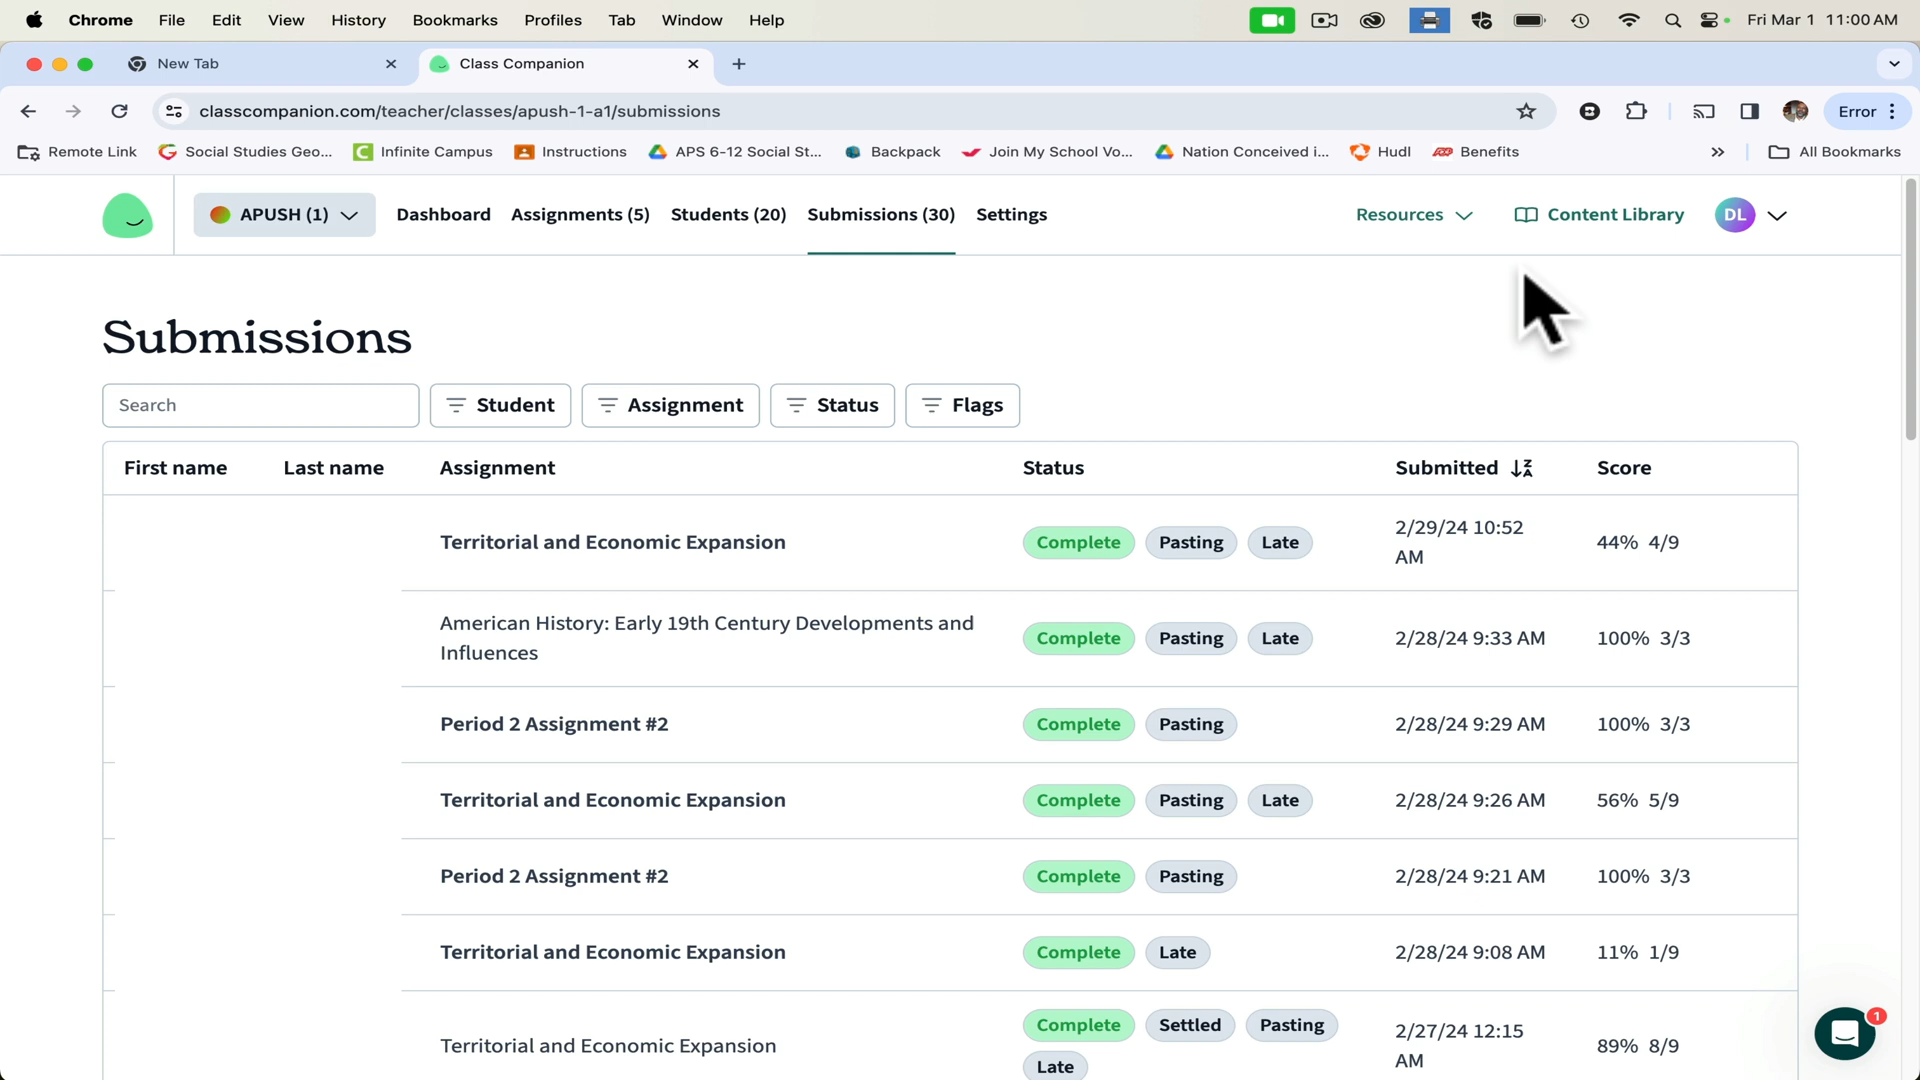 Chrome File Edit View History Bookmarks Profiles Tab Window Help Fri Mar 1 11:00 AM
New Tab Class Companion
classcompanion.com/teacher/classes/apush-1-a1/submissions Error
Remote Link Social Studies Geo... Infinite Campus Instructions APS 6-12 Social St... Backpack Join My School Vo... Nation Conceived i... Hudl Benefits All Bookmarks
APUSH (1) Dashboard Assignments (5) Students (20) Submissions (30) Settings Resources Content Library DL
Submissions
Search Student Assignment Status Flags
First name Last name Assignment Status Submitted Score
Territorial and Economic Expansion Complete Pasting Late 2/29/24 10:52 AM 44% 4/9
American History: Early 19th Century Developments and
Influences Complete Pasting Late 2/28/24 9:33 AM 100% 3/3
Period 2 Assignment #2 Complete Pasting 2/28/24 9:29 AM 100% 3/3
Territorial and Economic Expansion Complete Pasting Late 2/28/24 9:26 AM 56% 5/9
Period 2 Assignment #2 Complete Pasting 2/28/24 9:21 AM 100% 3/3
Territorial and Economic Expansion Complete Late 2/28/24 9:08 AM 11% 1/9
Territorial and Economic Expansion Complete Settled Pasting Late 2/27/24 12:15 AM 89% 8/9
1